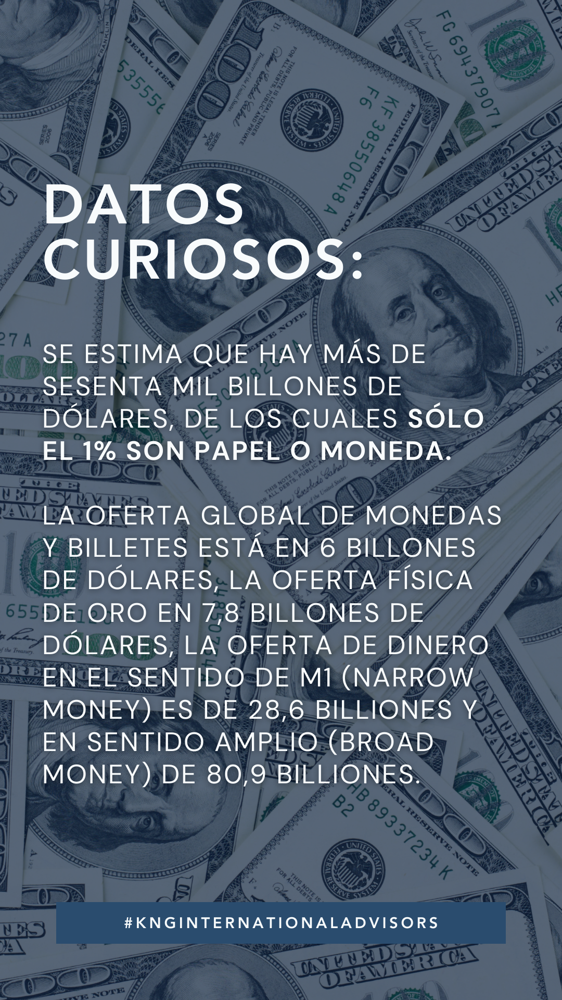 DATOS
CURIOSOS:
SE ESTIMA QUE HAY MÁS DE
SESENTA MIL BILLONES DE
DÓLARES, DE LOS CUALES SÓLO
EL 1% SON PAPEL O MONEDA.
LA OFERTA GLOBAL DE MONEDAS
Y BILLETES ESTÁ EN 6 BILLONES
DE DÓLARES, LA OFERTA FÍSICA
DE ORO EN 7,8 BILLONES DE
DÓLARES, LA OFERTA DE DINERO
EN EL SENTIDO DE M1 (NARROW
MONEY) ES DE 28,6 BILLIONES Y
EN SENTIDO AMPLIO (BROAD
MONEY) DE 80,9 BILLIONES.
#KNGINTERNATIONALADVISORS